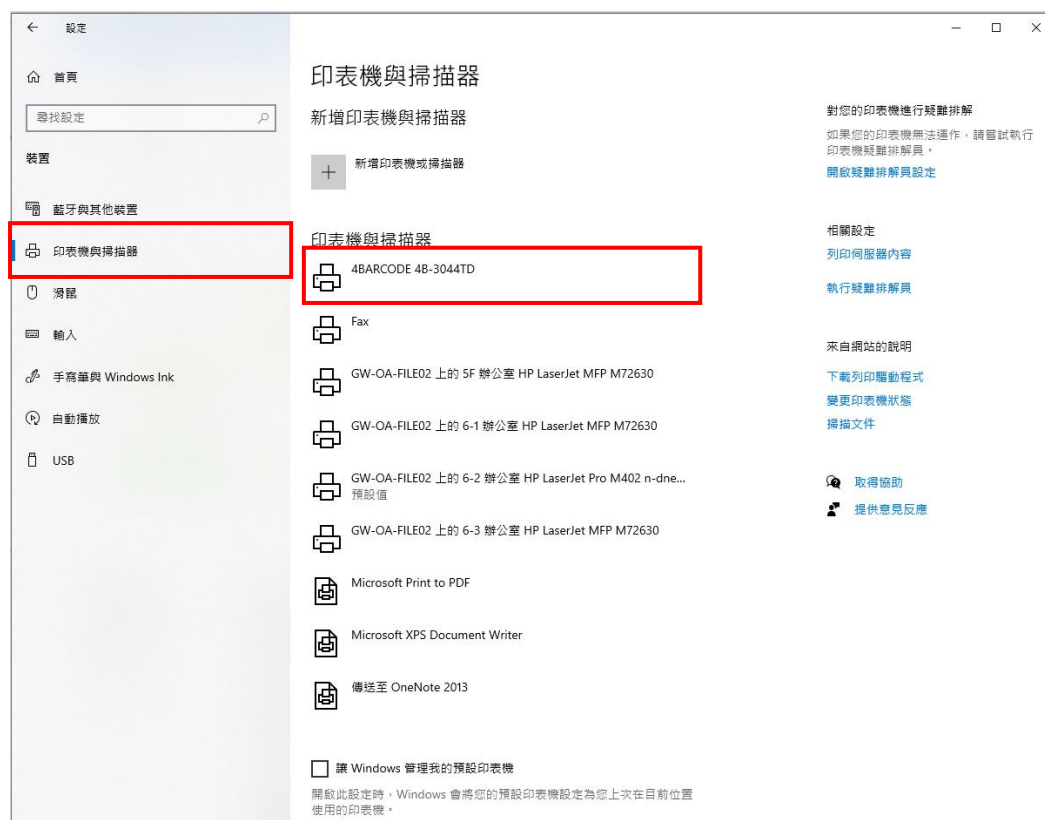 設定
首頁
尋找設定
裝置
藍牙與其他裝置
印表機與掃描器
滑鼠
輸入
手寫筆與 Windows Ink
自動播放
USB
印表機與掃描器
新增印表機與掃描器
新增印表機或掃描器
印表機與掃描器
4BARCODE 4B-3044TD
Fax
GW-OA-FILE02 上的 5F 辦公室 HP LaserJet MFP M72630
GW-OA-FILE02 上的 6-1 辦公室 HP LaserJet MFP M72630
GW-OA-FILE02 上的 6-2 辦公室 HP LaserJet Pro M402 n-dne...
預設值
GW-OA-FILE02 上的 6-3 辦公室 HP LaserJet MFP M72630
Microsoft Print to PDF
Microsoft XPS Document Writer
傳送至 OneNote 2013
讓 Windows 管理我的預設印表機
開啟此設定時，Windows 會將您的預設印表機設定為您上次在目前位置
使用的印表機。
對您的印表機進行疑難排解
如果您的印表機無法運作，請嘗試執行
印表機疑難排解員。
開啟疑難排解員設定
相關設定
列印伺服器內容
執行疑難排解員
來自網站的說明
下載列印驅動程式
變更印表機狀態
掃描文件
取得協助
提供意見反應